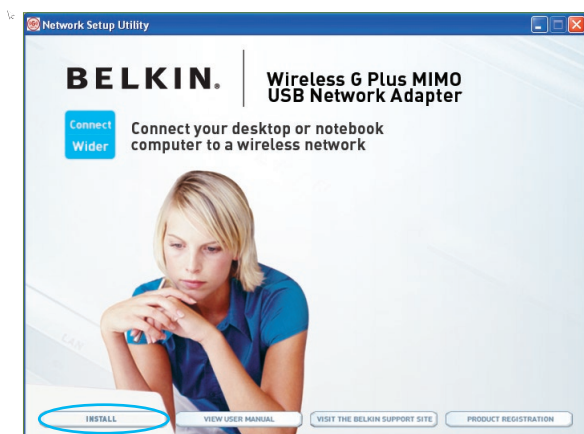 Network Setup Utility
BELKIN.
Wireless G Plus MIMO
USB Network Adapter
Connect
Wider
Connect your desktop or notebook
computer to a wireless network
LAN
INSTALL
VIEW USER MANUAL
VISIT THE BELKIN SUPPORT SITE
PRODUCT REGISTRATION